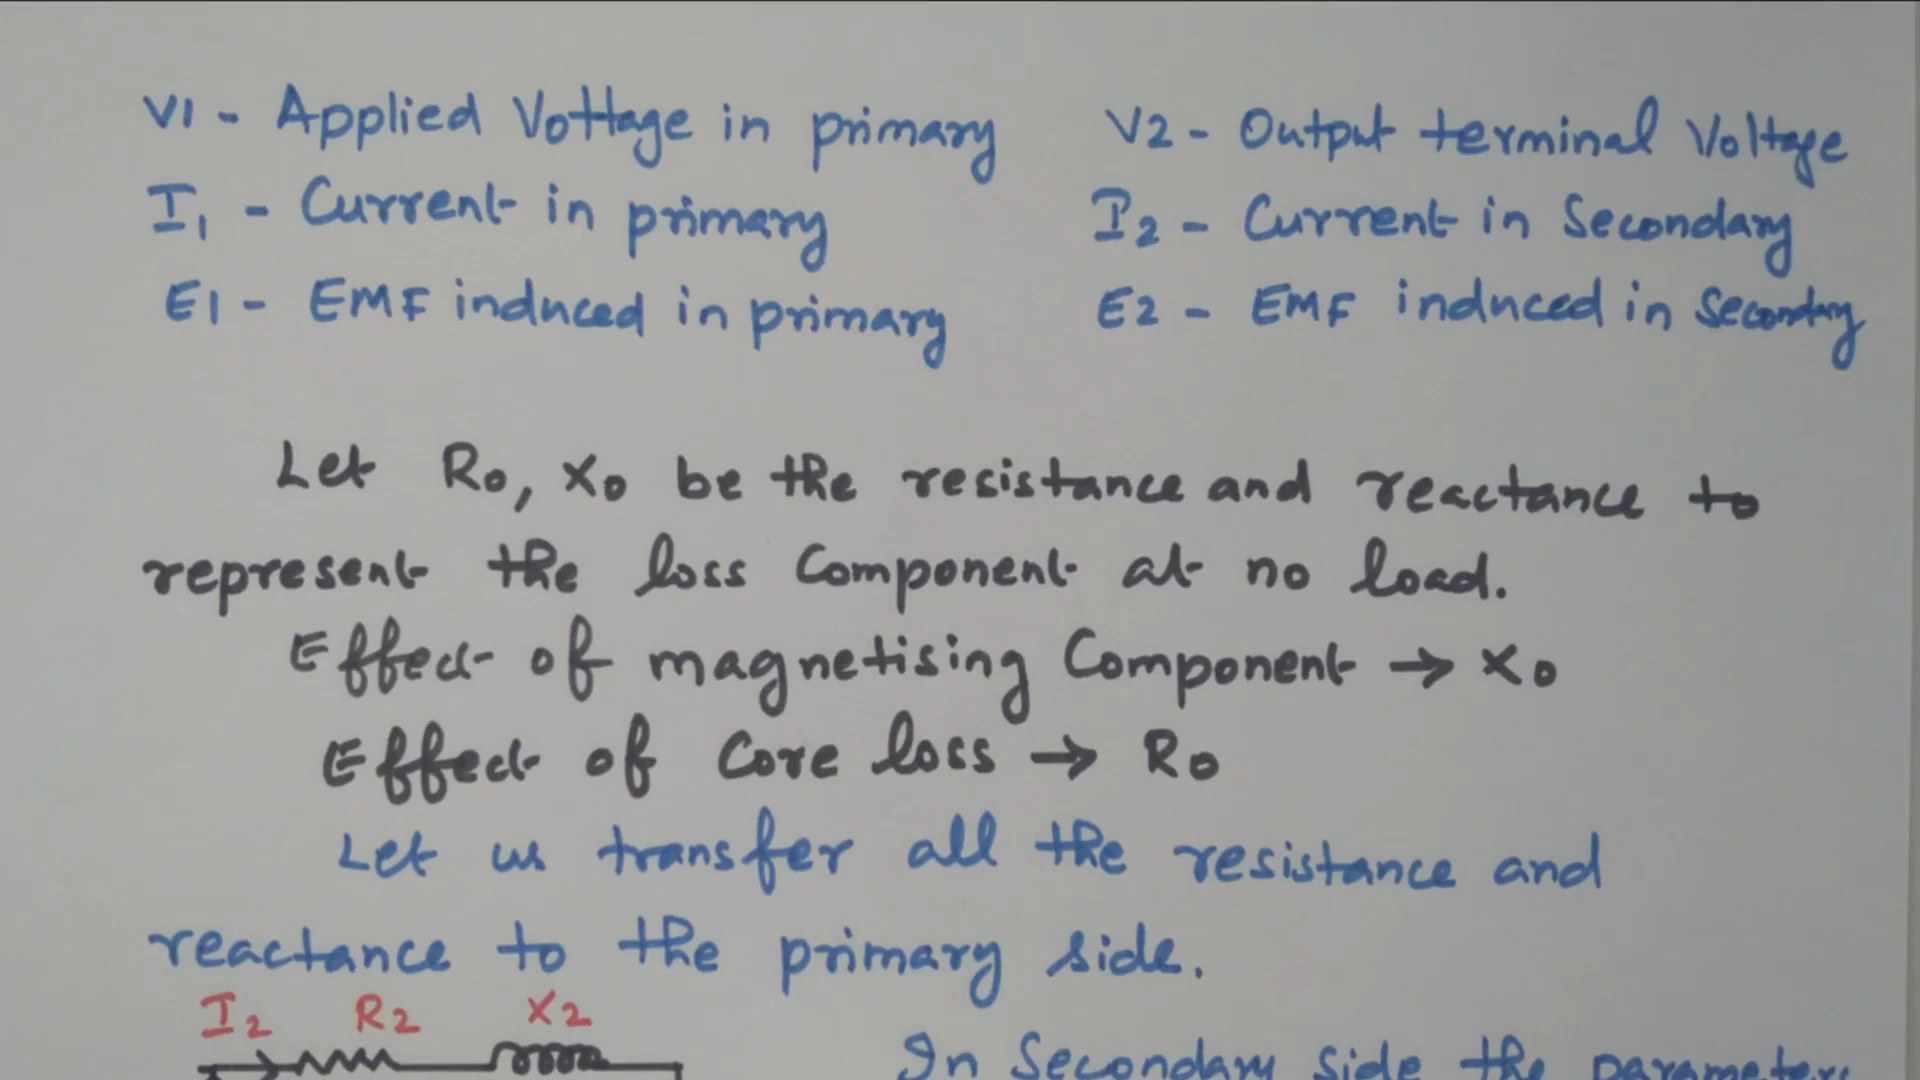 V1 - Applied Vottage in primary
V2 - Output terminal Voltage
I1 - Current in primary
I2 - Current in Secondary
E1 - EMF induced in primary
E2 - EMF induced in Secondary
Let R0, X0 be the resistance and reactance to
represent the loss Component at no load.
Effect of magnetising Component → X0
Effect of Core loss → R0
Let us transfer all the resistance and
reactance to the primary side.
I2 R2 X2
In Secondary Side the parameters